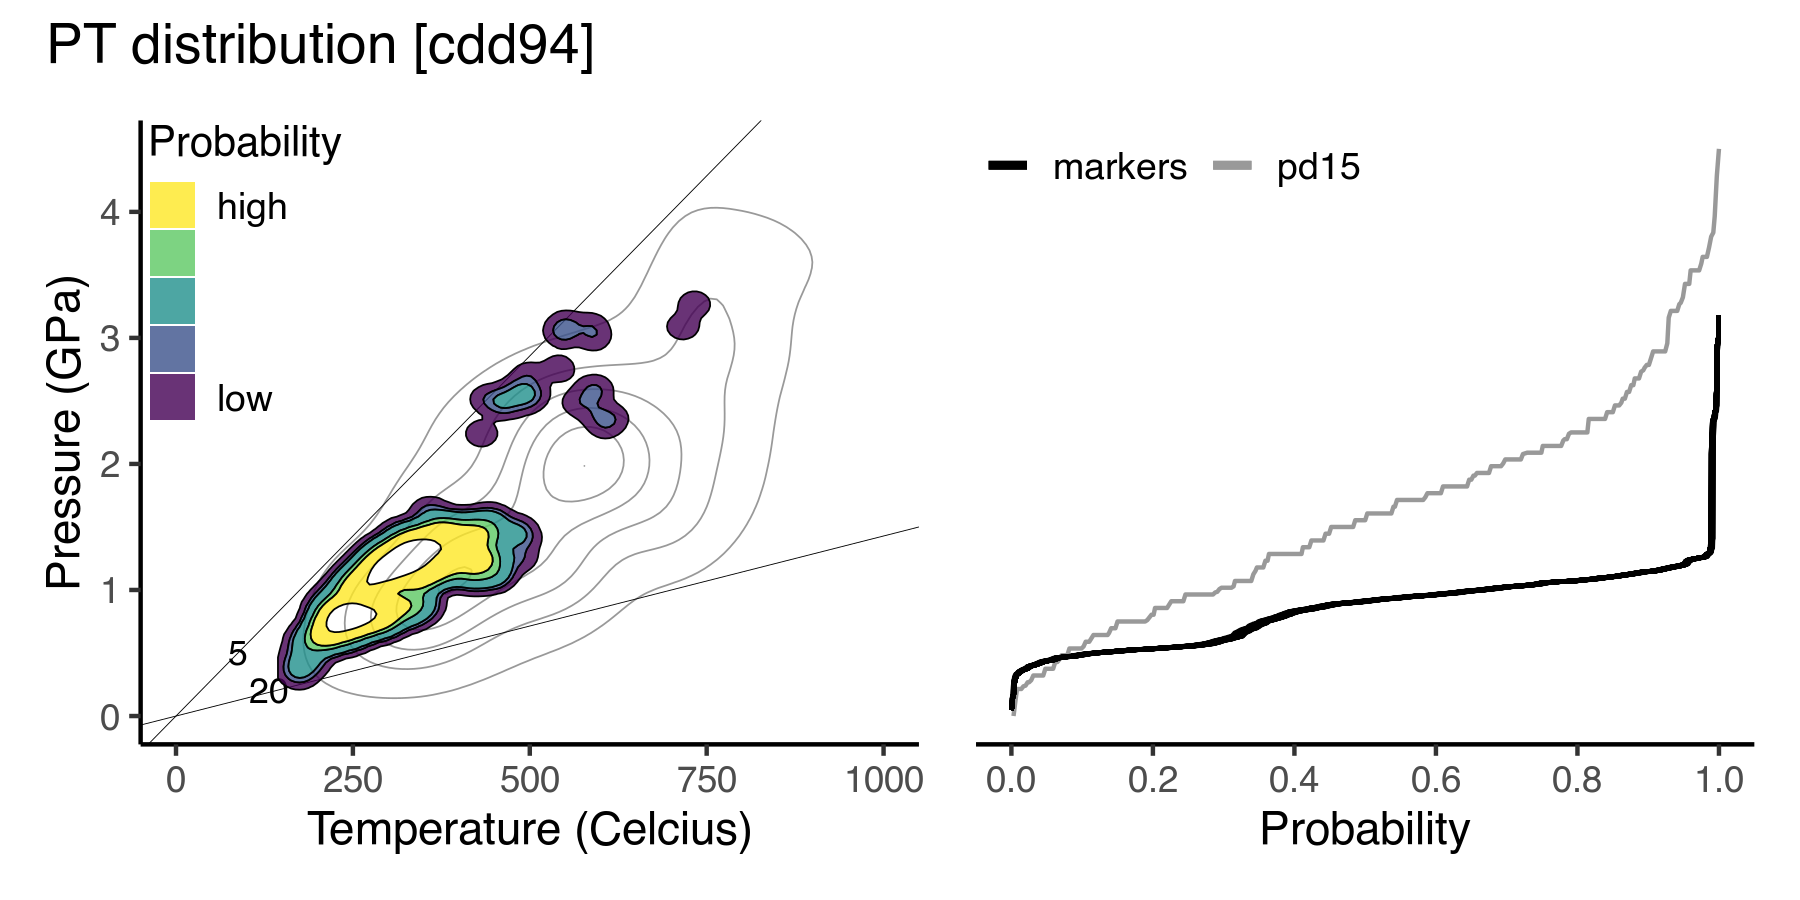 PT distribution [cdd94]
Probability
high
low
4
3
2
1
0
Pressure (GPa)
5
20
0 250 500 750 1000
Temperature (Celcius)
markers pd15
0.0 0.2 0.4 0.6 0.8 1.0
Probability